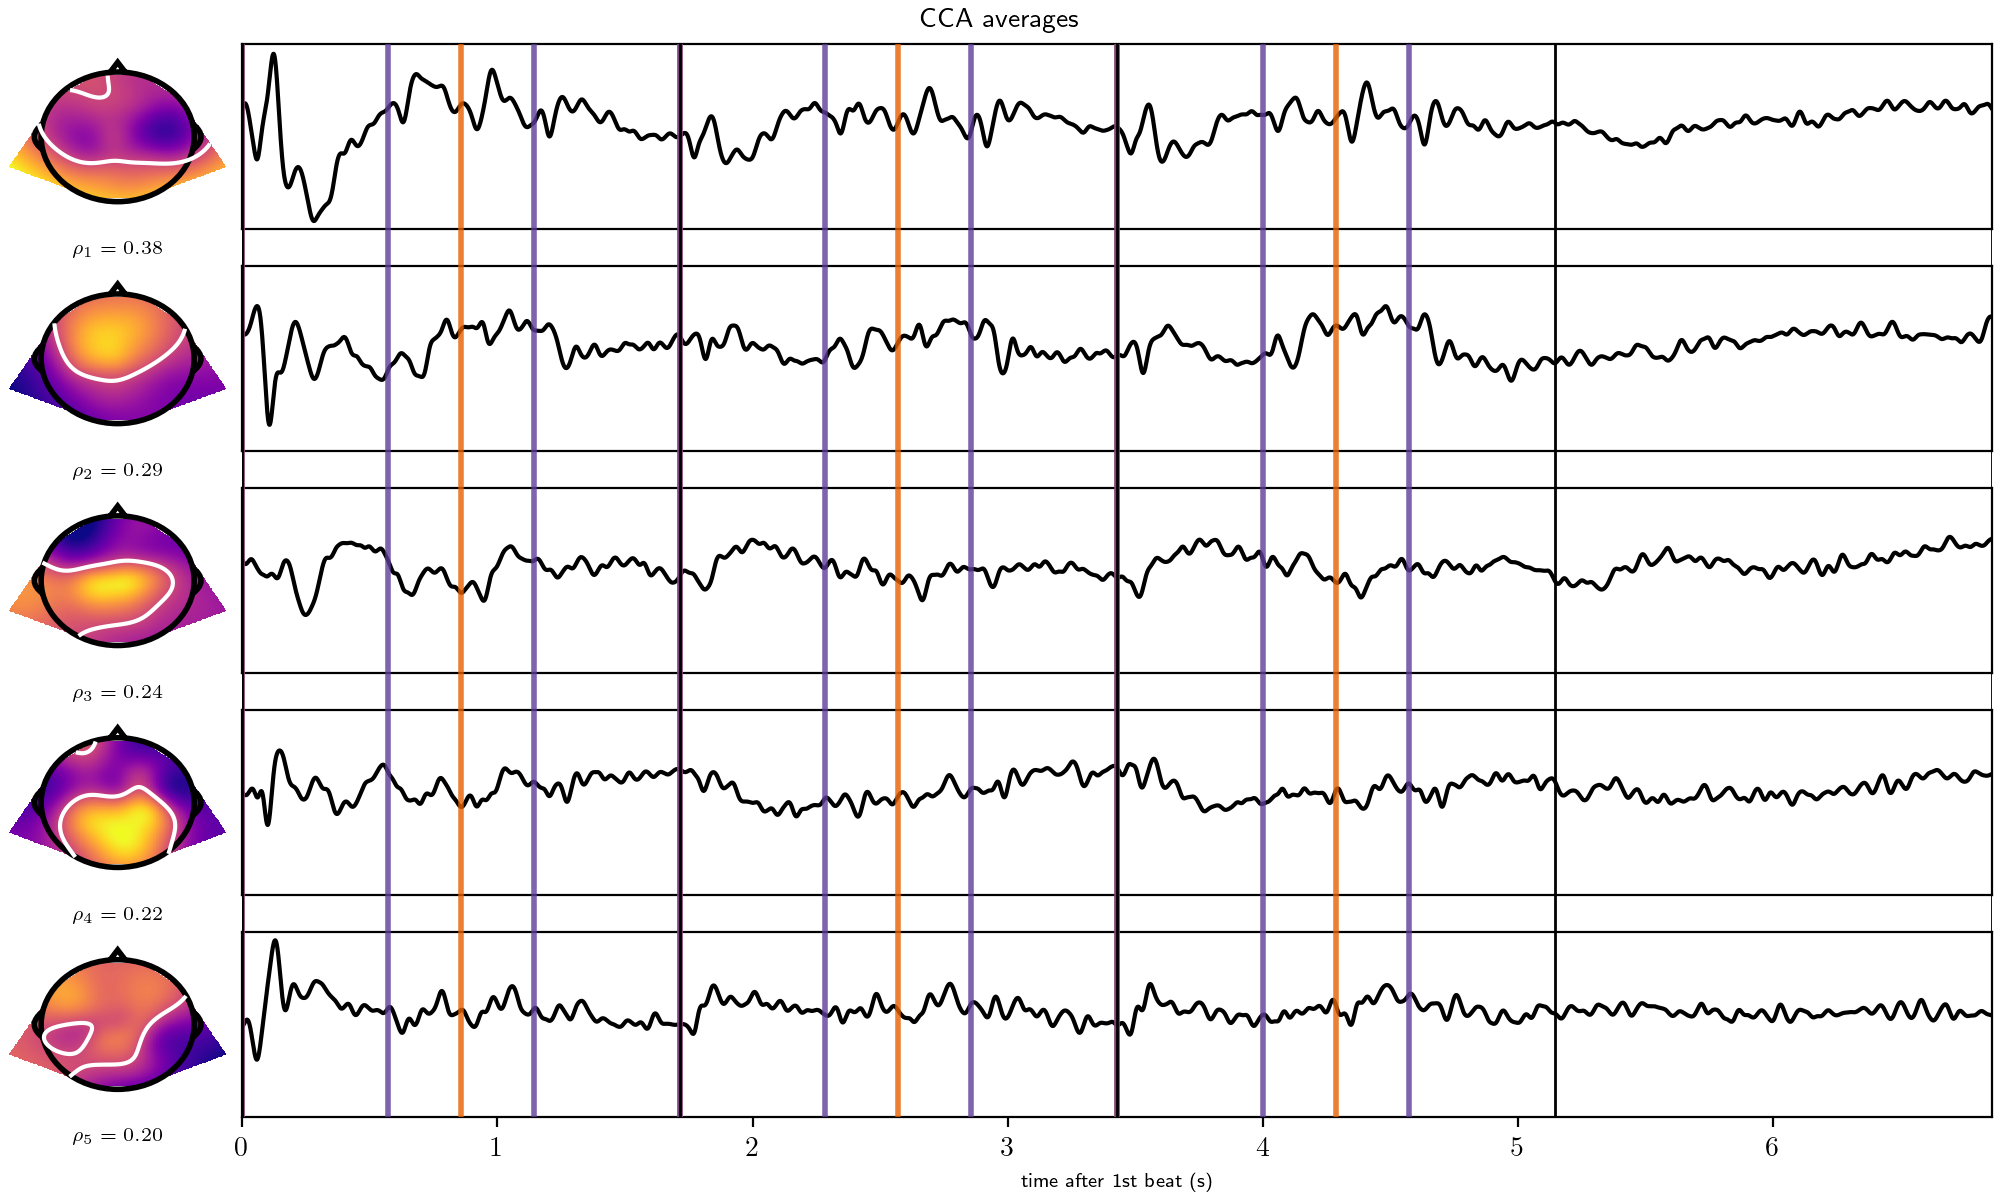 CCA averages
ρ1 = 0.38
ρ2 = 0.29
ρ3 = 0.24
ρ4 = 0.22
ρ5 = 0.20
0 1 2 3 4 5 6
time after 1st beat (s)